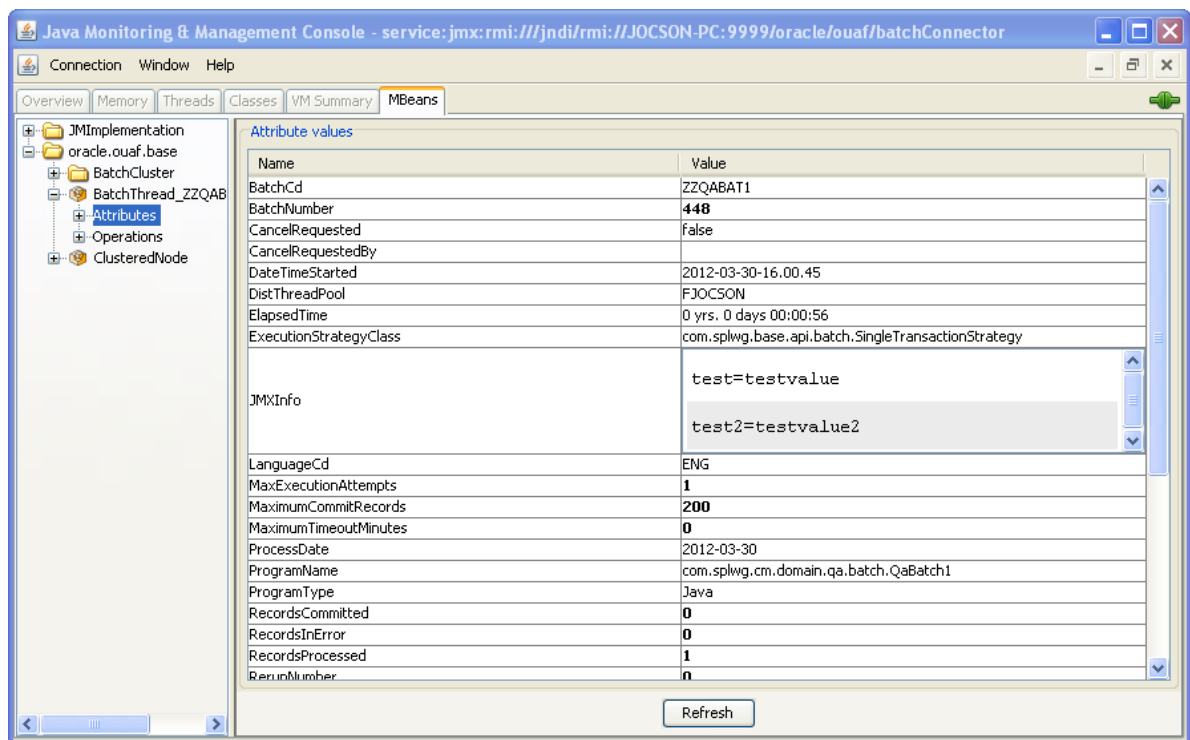 Java Monitoring & Management Console - service:jmx:rmi:///jndi/rmi://JOCSON-PC:9999/oracle/ouaf/batchConnector
Connection Window Help
Overview Memory Threads Classes VM Summary MBeans
JMImplementation
oracle.ouaf.base
BatchCluster
BatchThread_ZZQAB
Attributes
Operations
ClusteredNode
Attribute values
Name Value
BatchCd ZZQABAT1
BatchNumber 448
CancelRequested false
CancelRequestedBy
DateTimeStarted 2012-03-30-16.00.45
DistThreadPool FJOCSON
ElapsedTime 0 yrs. 0 days 00:00:56
ExecutionStrategyClass com.splwg.base.api.batch.SingleTransactionStrategy
JMXInfo test=testvalue
test2=testvalue2
LanguageCd ENG
MaxExecutionAttempts 1
MaximumCommitRecords 200
MaximumTimeoutMinutes 0
ProcessDate 2012-03-30
ProgramName com.splwg.cm.domain.qa.batch.QaBatch1
ProgramType Java
RecordsCommitted 0
RecordsInError 0
RecordsProcessed 1
RerunNumber 0
Refresh